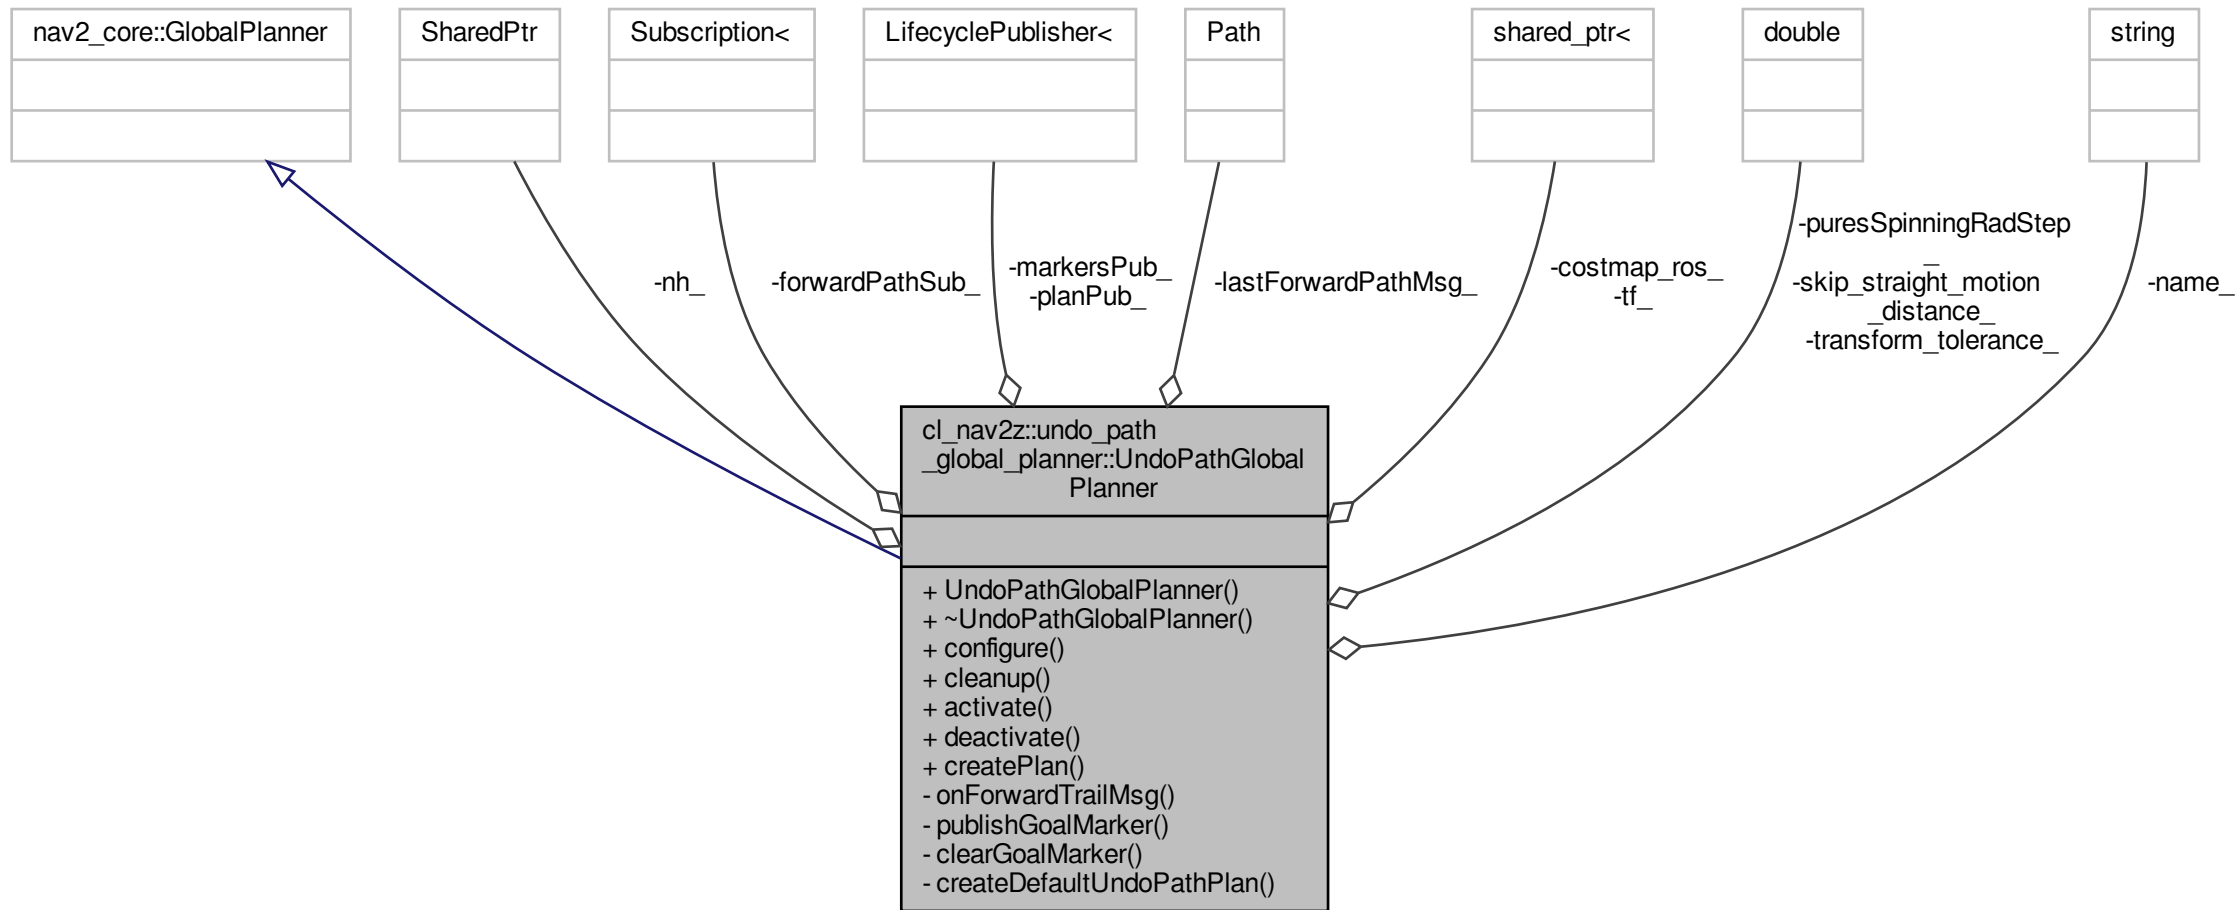 nav2_core::GlobalPlanner
SharedPtr
Subscription<
LifecyclePublisher<
Path
shared_ptr<
double
string
-nh_
-forwardPathSub_
-markersPub_
-planPub_
-lastForwardPathMsg_
-costmap_ros_
-tf_
-puresSpinningRadStep
_
-skip_straight_motion
_distance_
-transform_tolerance_
-name_
cl_nav2z::undo_path
_global_planner::UndoPathGlobal
Planner
+ UndoPathGlobalPlanner()
+ ~UndoPathGlobalPlanner()
+ configure()
+ cleanup()
+ activate()
+ deactivate()
+ createPlan()
- onForwardTrailMsg()
- publishGoalMarker()
- clearGoalMarker()
- createDefaultUndoPathPlan()